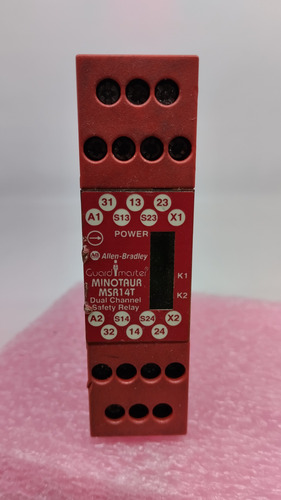 31 13 23
A1 S13 S23 X1
POWER
AB Allen-Bradley
Guardmaster
MINOTAUR
MSR14T
Dual Channel
Safety Relay
K1
K2
A2 S14 S24 X2
32 14 24